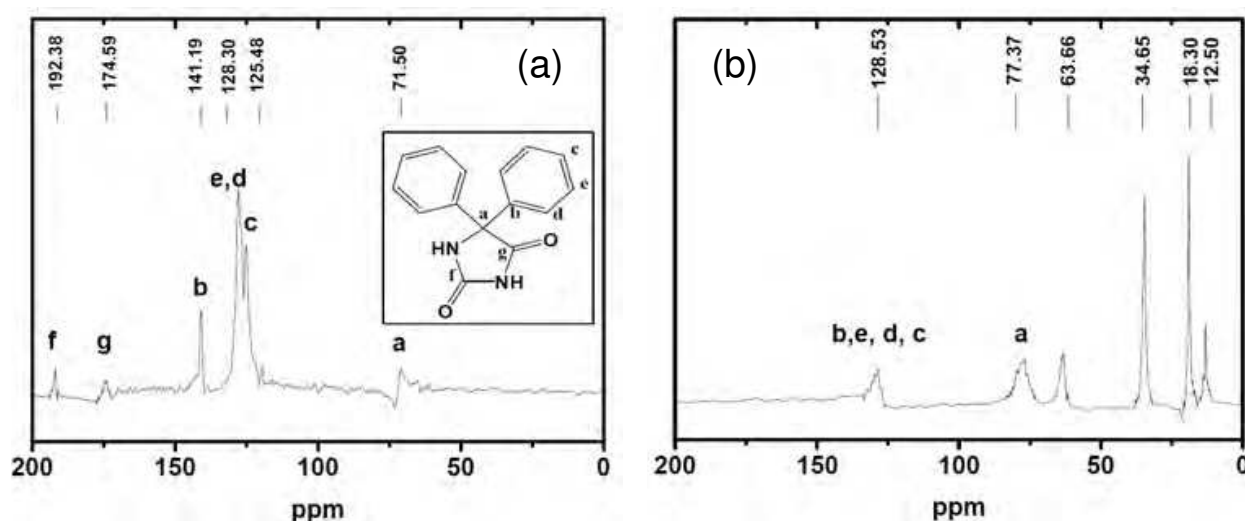 192.38
174.59
141.19
128.30
125.48
71.50
(a)
e,d
c
b
f
g
a
c
e
d
b
a
g
HN
O
f
NH
O
200 150 100 50 0
ppm
128.53
77.37
63.66
34.65
18.30
12.50
(b)
b,e, d, c
a
200 150 100 50 0
ppm